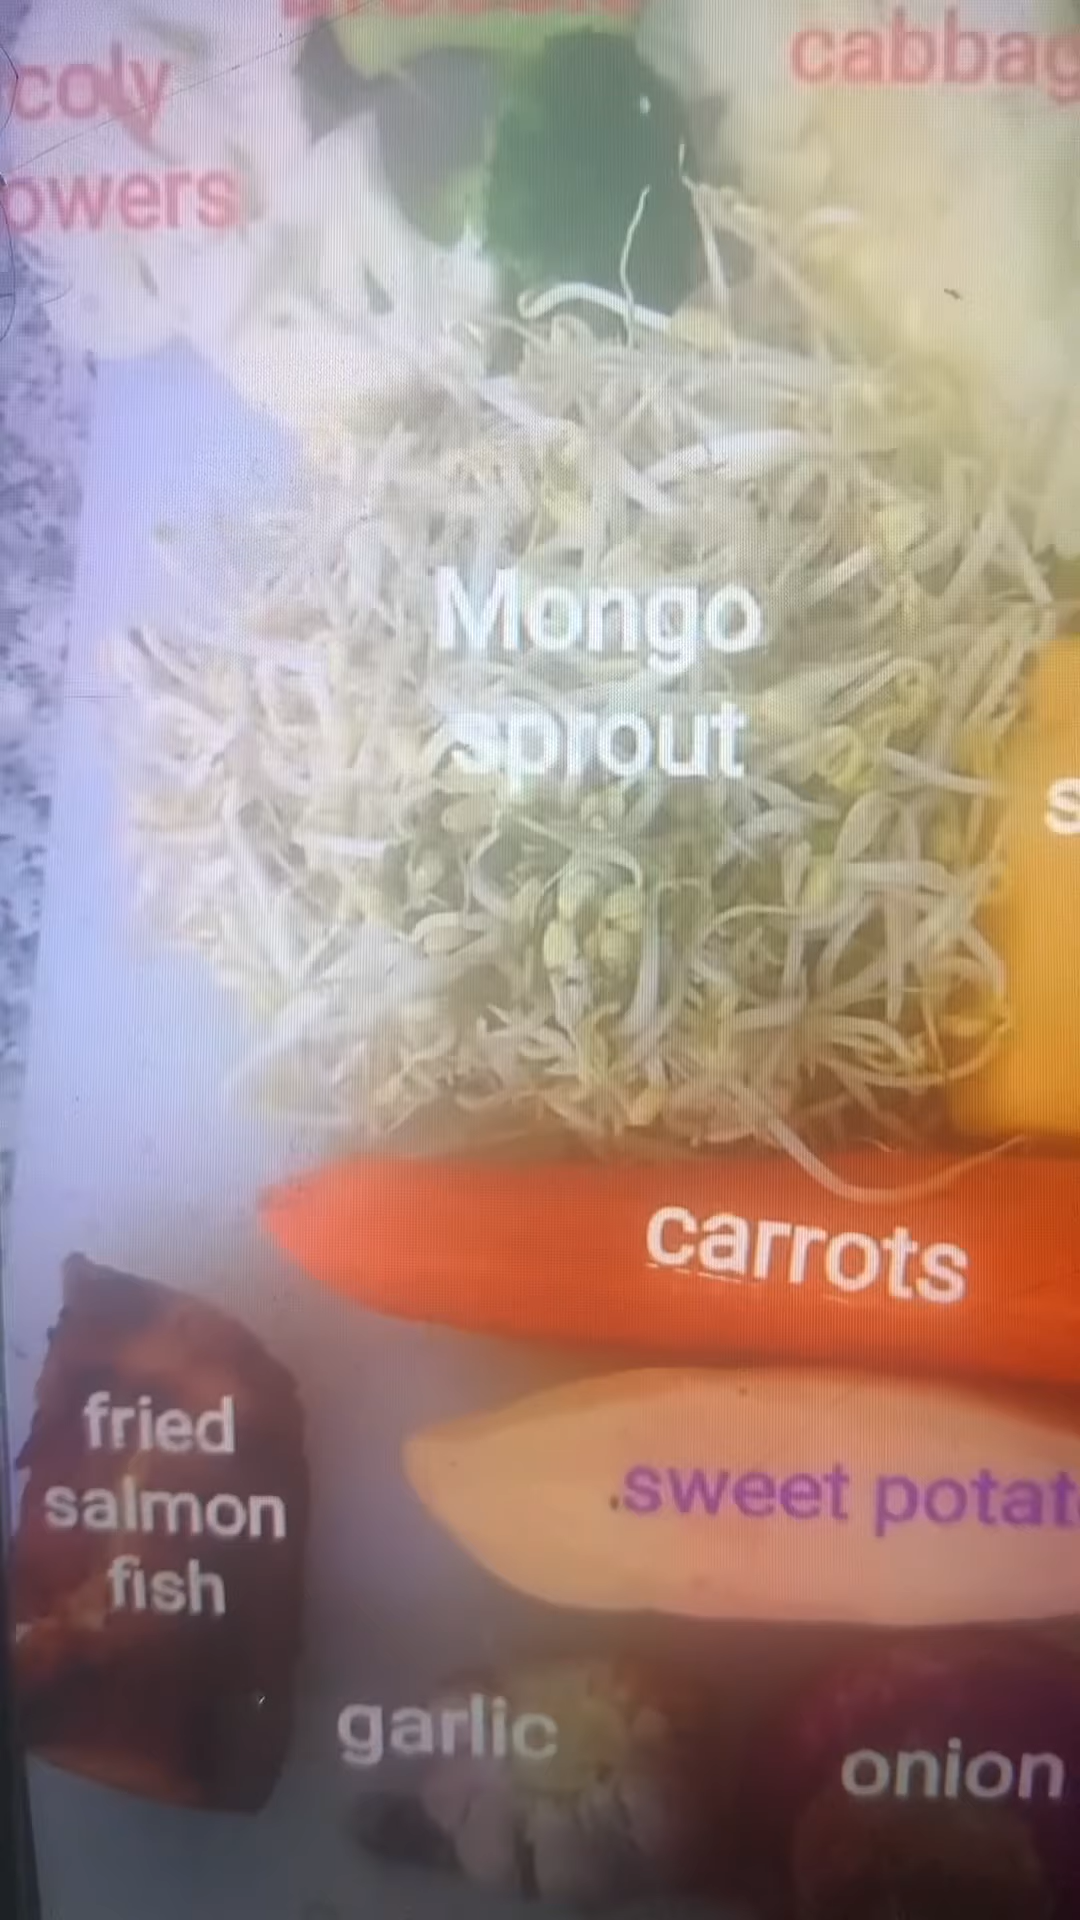 coly
owers
cabbag
Mongo
sprout
s
carrots
fried
salmon
fish
sweet potat
garlic
onion